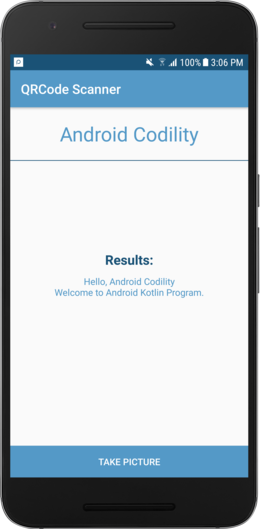 100% 3:06 PM
QRCode Scanner
Android Codility
Results:
Hello, Android Codility
Welcome to Android Kotlin Program.
TAKE PICTURE